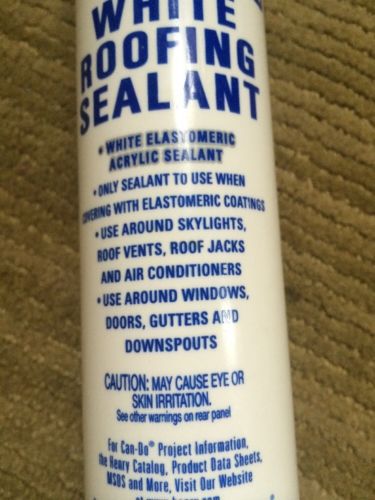 WHITE
ROOFING
SEALANT
• WHITE ELASTOMERIC
ACRYLIC SEALANT
• ONLY SEALANT TO USE WHEN
COVERING WITH ELASTOMERIC COATINGS
• USE AROUND SKYLIGHTS,
ROOF VENTS, ROOF JACKS
AND AIR CONDITIONERS
• USE AROUND WINDOWS,
DOORS, GUTTERS AND
DOWNSPOUTS
CAUTION: MAY CAUSE EYE OR
SKIN IRRITATION.
See other warnings on rear panel
For Can-Do® Project Information,
the Henry Catalog, Product Data Sheets,
MSDS and More, Visit Our Website